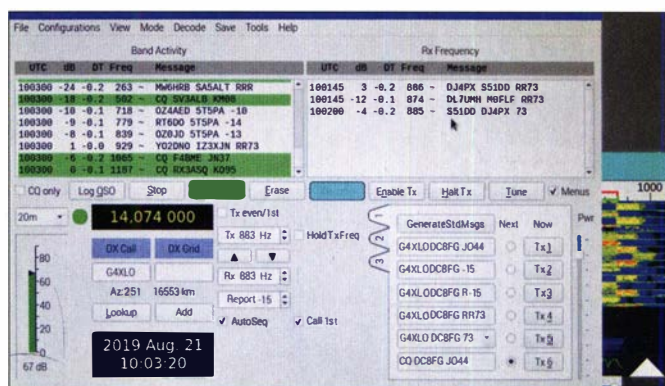 File Configurations View Mode Decode Save Tools Help
Band Activity
UTC dB DT Freq Message
100300 -24 -0.2 263 ~ MW6HRB SA5ALT RRR
100300 -18 -0.2 502 ~ CQ SV3ALB KM08
100300 -10 -0.1 718 ~ OZ4AED 5T5PA -10
100300 -9 -0.1 779 ~ RT6DO 5T5PA -14
100300 -8 -0.1 839 ~ OZ0JD 5T5PA -13
100300 1 -0.0 929 ~ YO2DNO IZ3XJN RR73
100300 -6 -0.2 1065 ~ CQ F4BME JN37
100300 0 -0.1 1187 ~ CQ RX3ASQ KO95
Rx Frequency
UTC dB DT Freq Message
100145 3 -0.2 886 ~ DJ4PX S51DD RR73
100145 -12 -0.1 874 ~ DL7UMH M0FLF RR73
100200 -4 -0.2 885 ~ S51DD DJ4PX 73
CQ only Log QSO Stop Erase Enable Tx Halt Tx Tune Menus
1000
20m 14,074 000
DX Call DX Grid
G4XLO
Az:251 16553 km
Lookup Add
2019 Aug. 21
10:03:20
-80
-60
-40
-20
-0
67 dB
Tx even/1st
Tx 883 Hz Hold Tx Freq
▲ ▼
Rx 883 Hz
Report -15
AutoSeq Call 1st
1
2
3
Generate Std Msgs Next Now Pwr
G4XLO DC8FG JO44 Tx 1
G4XLO DC8FG -15 Tx 2
G4XLO DC8FG R-15 Tx 3
G4XLO DC8FG RR73 Tx 4
G4XLO DC8FG 73 Tx 5
CQ DC8FG JO44 Tx 6